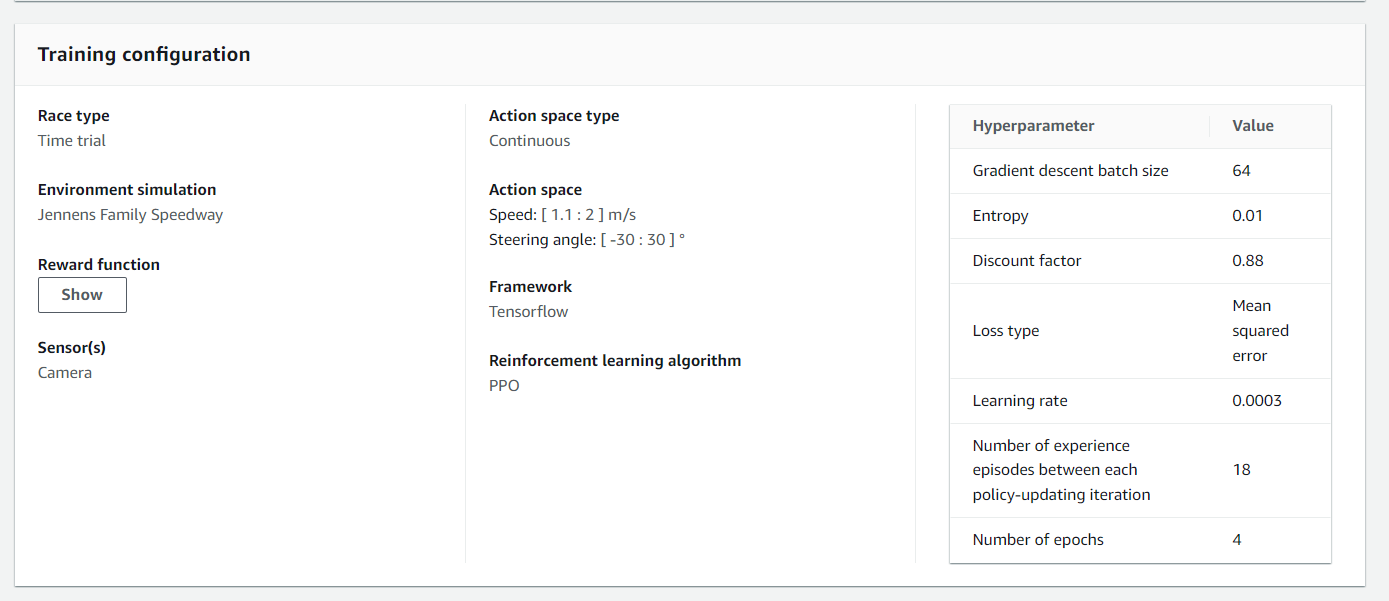 Training configuration
Race type
Time trial
Environment simulation
Jennens Family Speedway
Reward function
Show
Sensor(s)
Camera
Action space type
Continuous
Action space
Speed: [ 1.1 : 2 ] m/s
Steering angle: [ -30 : 30 ] °
Framework
Tensorflow
Reinforcement learning algorithm
PPO
Hyperparameter Value
Gradient descent batch size 64
Entropy 0.01
Discount factor 0.88
Loss type Mean
squared
error
Learning rate 0.0003
Number of experience
episodes between each 18
policy-updating iteration
Number of epochs 4